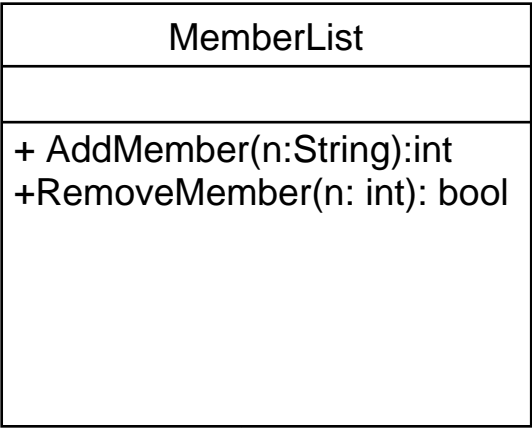 MemberList
+ AddMember(n:String):int
+RemoveMember(n: int): bool